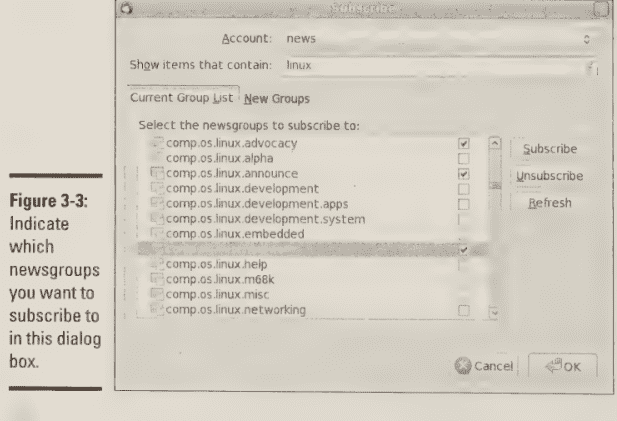 Subscribe
Account: news
Show items that contain: linux
Current Group List New Groups
Select the newsgroups to subscribe to:
comp.os.linux.advocacy
comp.os.linux.alpha
comp.os.linux.announce
comp.os.linux.development
comp.os.linux.development.apps
comp.os.linux.development.system
comp.os.linux.embedded
comp.os.linux.help
comp.os.linux.m68k
comp.os.linux.misc
comp.os.linux.networking
Subscribe
Unsubscribe
Refresh
Cancel OK
Figure 3-3:
Indicate
which
newsgroups
you want to
subscribe to
in this dialog
box.